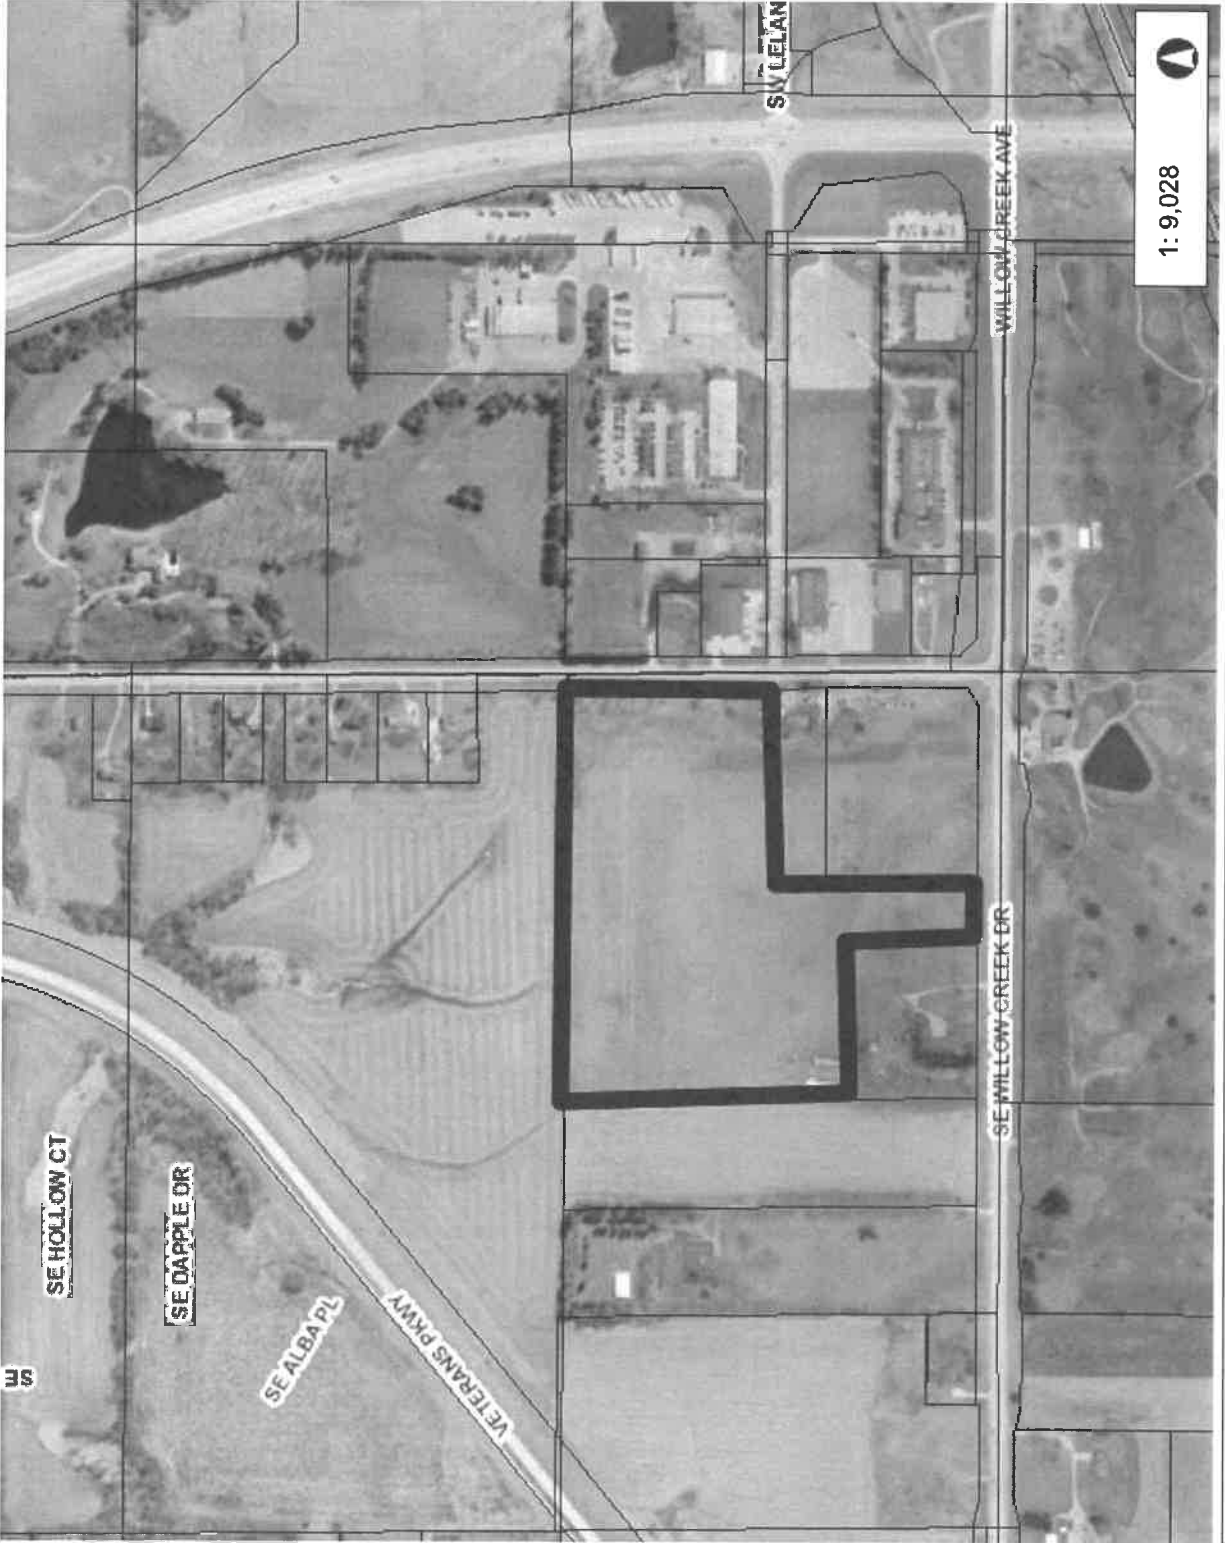 SE
SE HOLLOW CT
SE DAPPLE DR
SE ALBA PL
VETERANS PKWY
SW LELAN
SE WILLOW CREEK DR
WILLOW CREEK AVE
1: 9,028